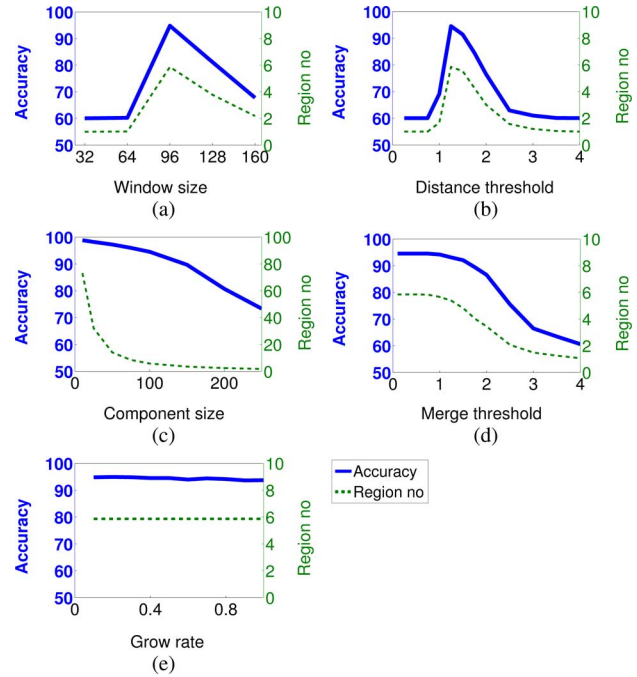 100
90
80
70
60
50
Accuracy
10
8
6
4
2
0
Region no
32 64 96 128 160
Window size
(a)
100
90
80
70
60
50
Accuracy
10
8
6
4
2
0
Region no
0 1 2 3 4
Distance threshold
(b)
100
90
80
70
60
50
Accuracy
100
80
60
40
20
0
Region no
0 100 200
Component size
(c)
100
90
80
70
60
50
Accuracy
10
8
6
4
2
0
Region no
0 1 2 3 4
Merge threshold
(d)
100
90
80
70
60
50
Accuracy
10
8
6
4
2
0
Region no
0 0.4 0.8
Grow rate
(e)
Accuracy
Region no